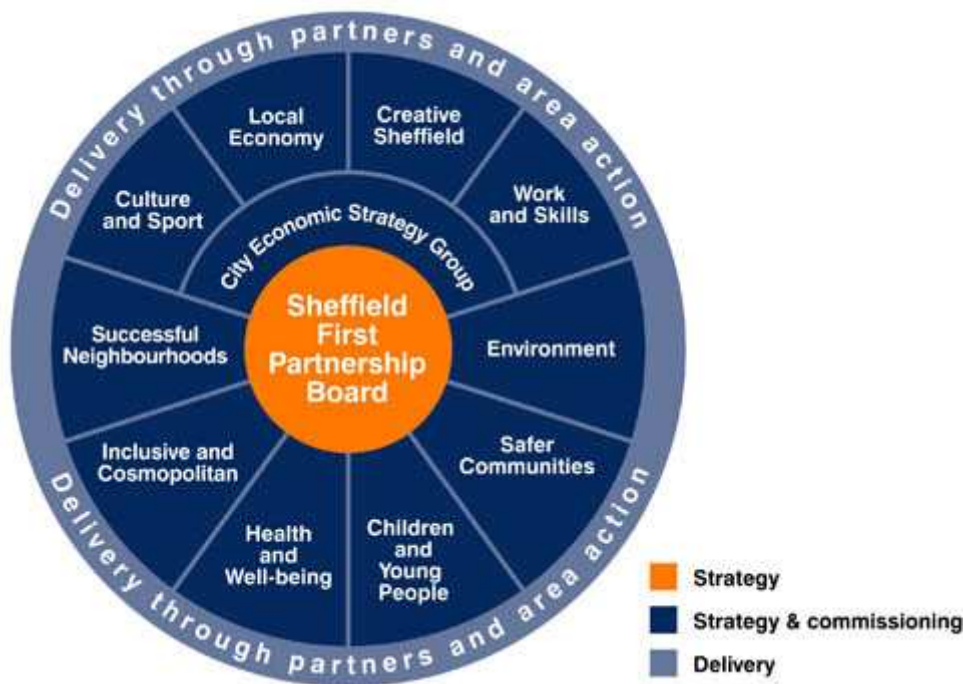 Delivery through partners and area action
Local
Economy
Creative
Sheffield
Culture
and Sport
Work
and Skills
City Economic Strategy Group
Sheffield
First
Partnership
Board
Successful
Neighbourhoods
Environment
Inclusive and
Cosmopolitan
Safer
Communities
Health
and
Well-being
Children
and
Young
People
Delivery through partners and area action
Strategy
Strategy & commissioning
Delivery